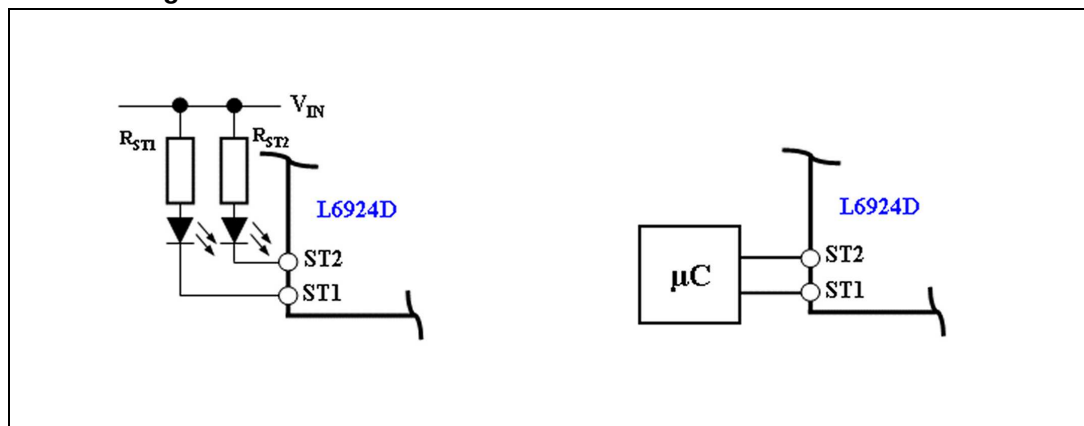 V_IN
R_ST1
R_ST2
L6924D
ST2
ST1
L6924D
ST2
ST1
μC